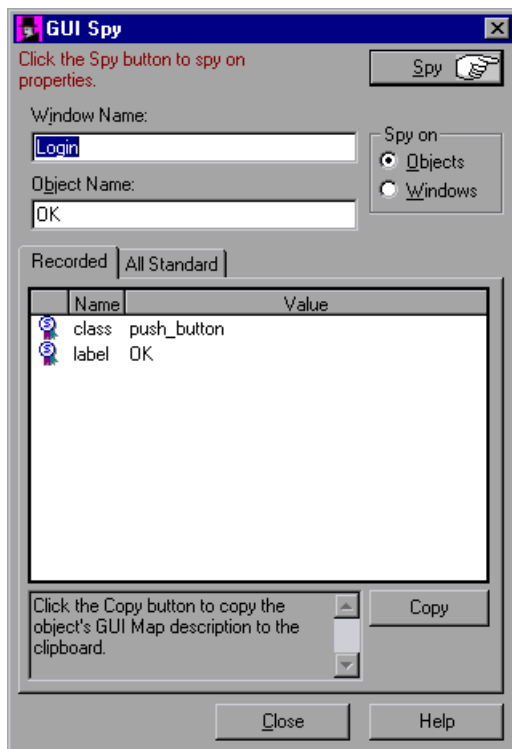 GUI Spy
Click the Spy button to spy on
properties.
Spy
Window Name:
Login
Spy on
Objects
Windows
Object Name:
OK
Recorded
All Standard
Name Value
class push_button
label OK
Click the Copy button to copy the
object's GUI Map description to the
clipboard.
Copy
Close
Help